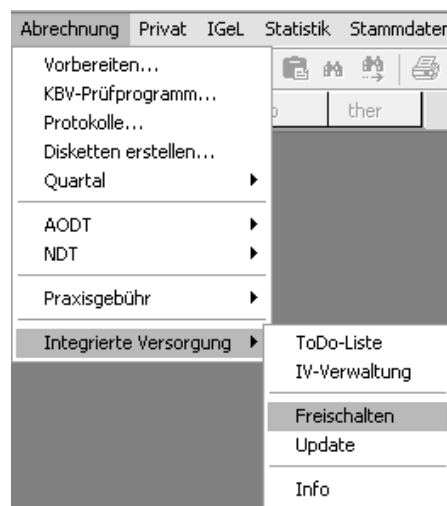 Abrechnung Privat IGeL Statistik Stammdaten
Vorbereiten...
KBV-Prüfprogramm...
Protokolle...
ther
Disketten erstellen...
Quartal
AODT
NDT
Praxisgebühr
Integrierte Versorgung
ToDo-Liste
IV-Verwaltung
Freischalten
Update
Info